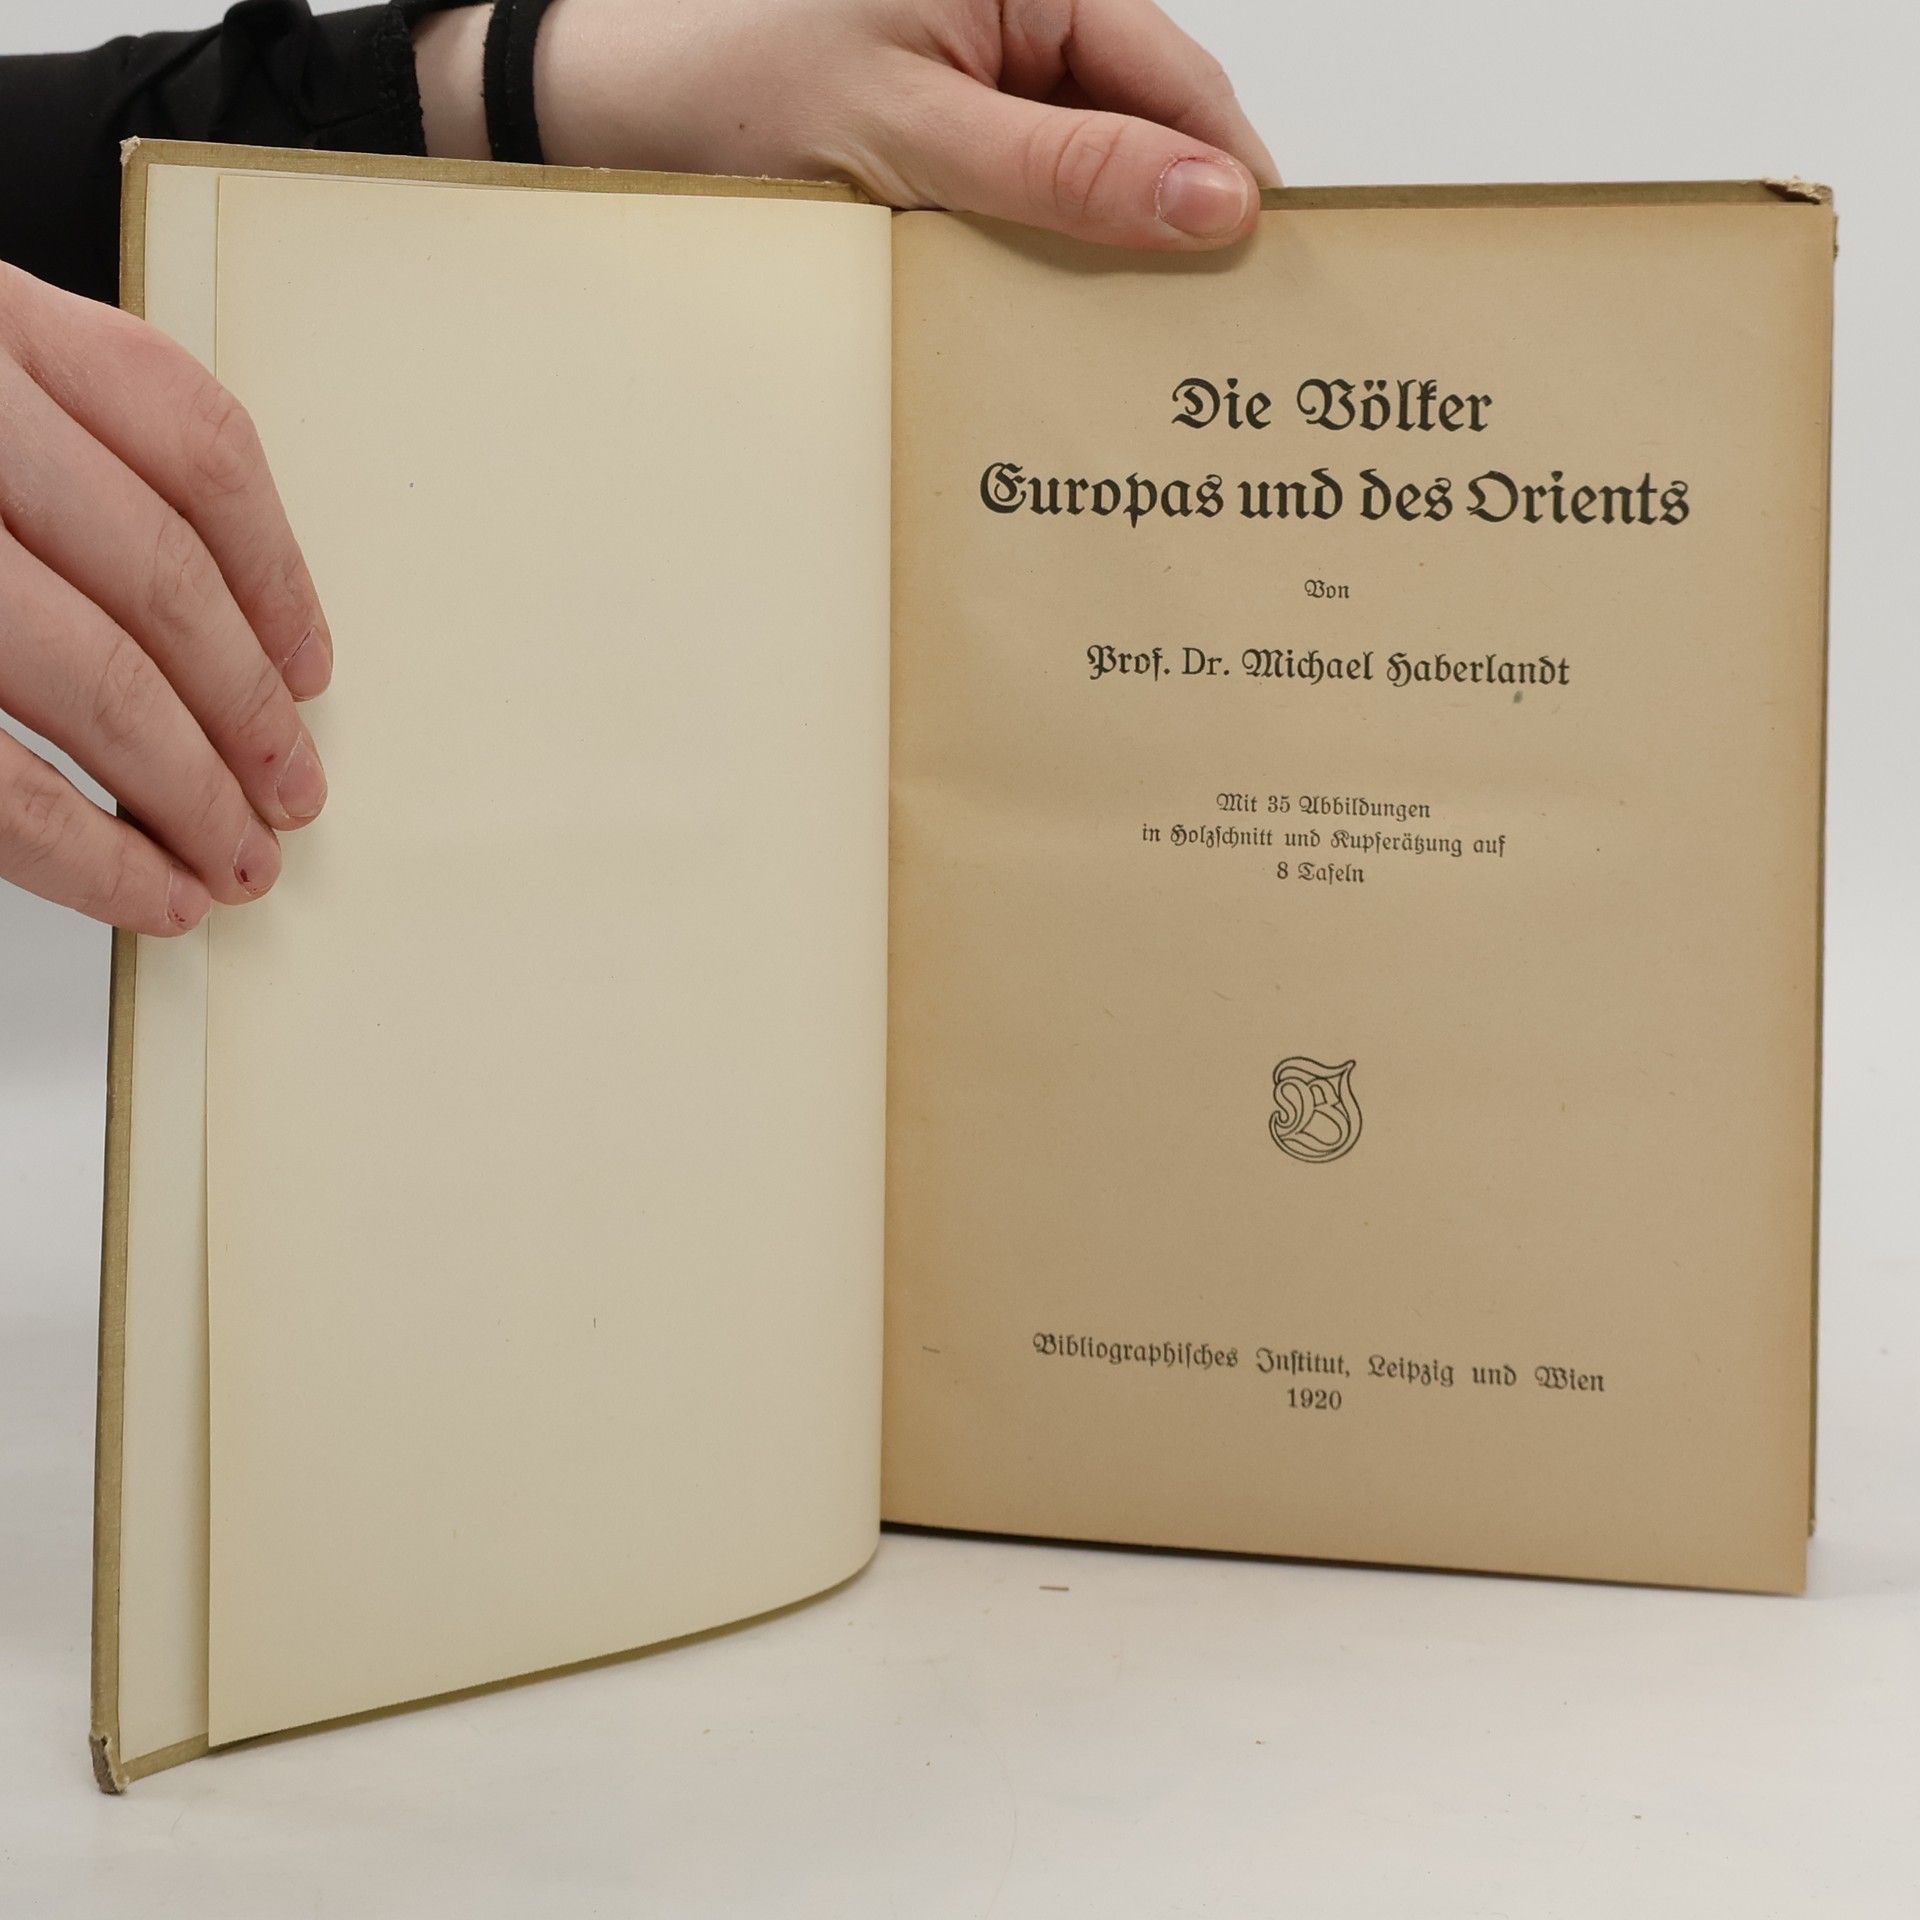 Die Völker
Europas und des Orients
Von
Prof. Dr. Michael Haberlandt
Mit 35 Abbildungen
in Holzſchnitt und Kupferätzung auf
8 Tafeln
BI
Bibliographiſches Inſtitut, Leipzig und Wien
1920